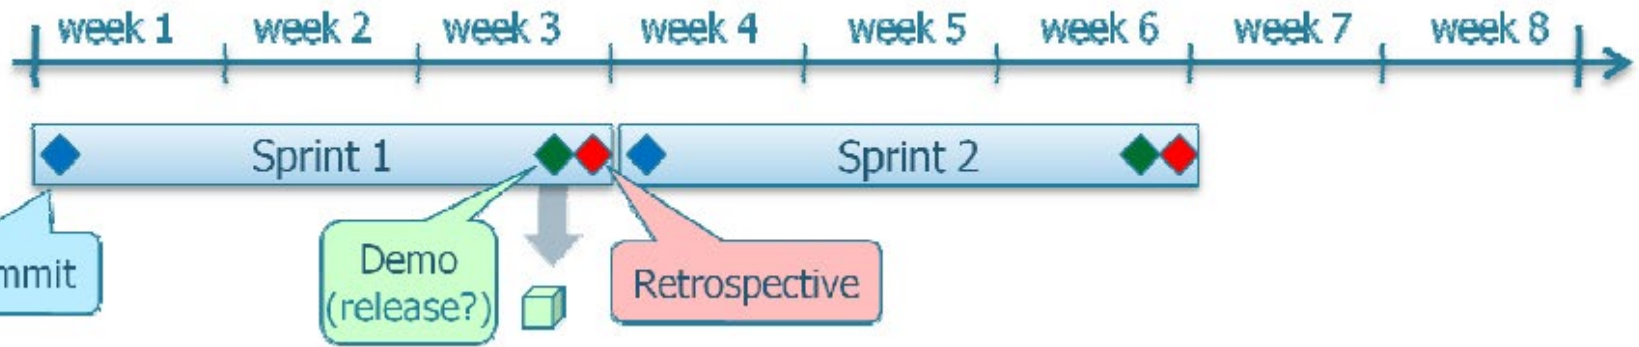 week 1 week 2 week 3 week 4 week 5 week 6 week 7 week 8
Sprint 1 Sprint 2
mmit
Demo
(release?)
Retrospective